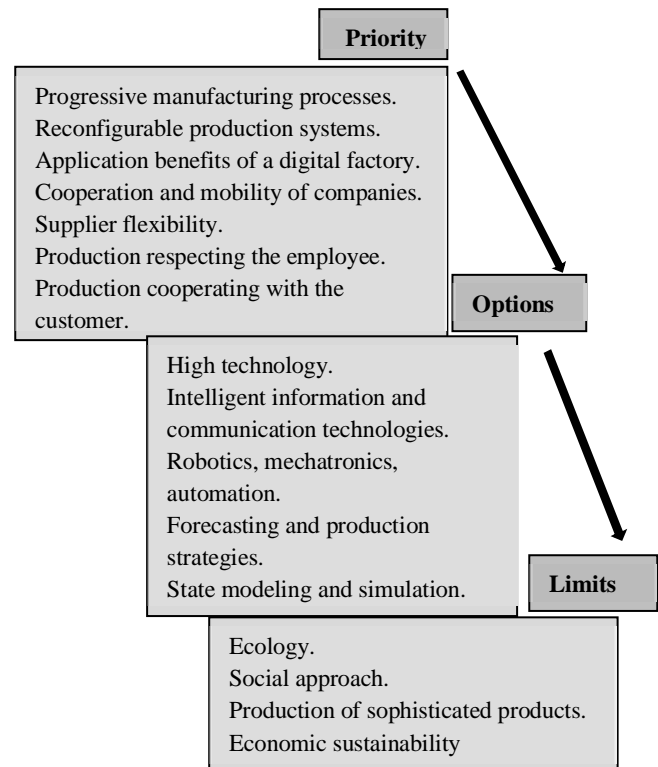 Priority
Progressive manufacturing processes.
Reconfigurable production systems.
Application benefits of a digital factory.
Cooperation and mobility of companies.
Supplier flexibility.
Production respecting the employee.
Production cooperating with the
customer.
Options
High technology.
Intelligent information and
communication technologies.
Robotics, mechatronics,
automation.
Forecasting and production
strategies.
State modeling and simulation.
Limits
Ecology.
Social approach.
Production of sophisticated products.
Economic sustainability